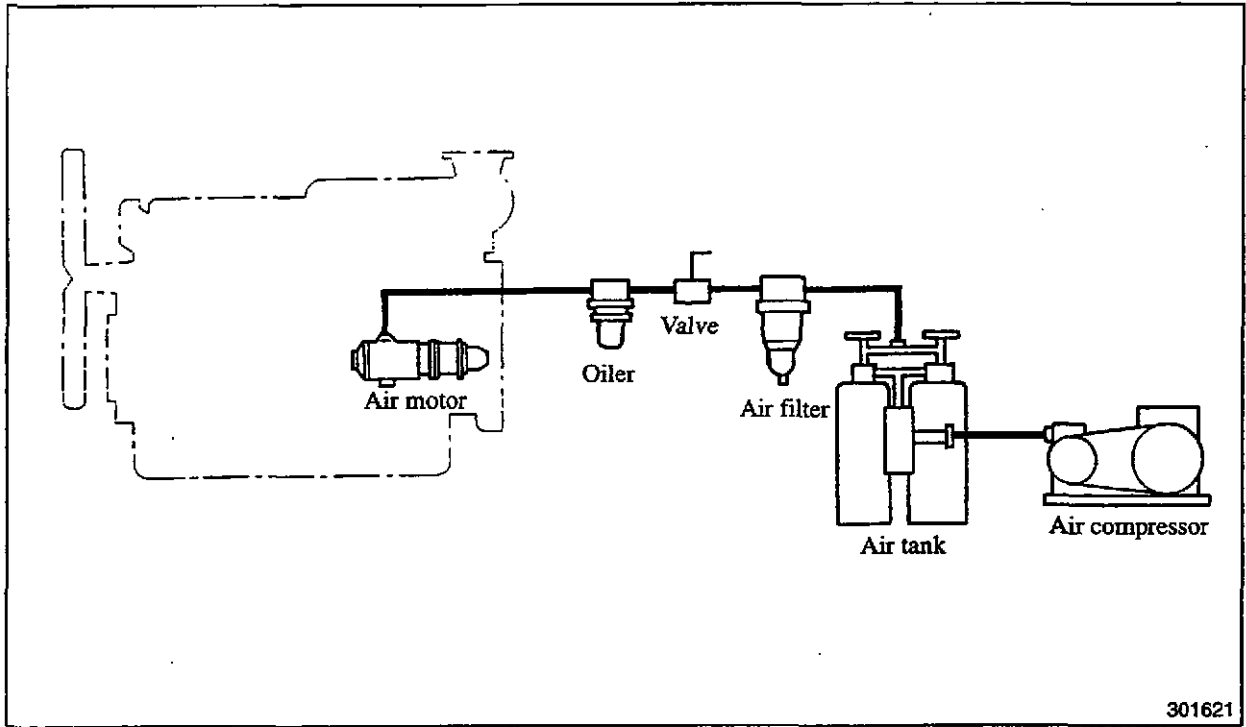 Valve
Oiler
Air motor
Air filter
Air tank
Air compressor
301621